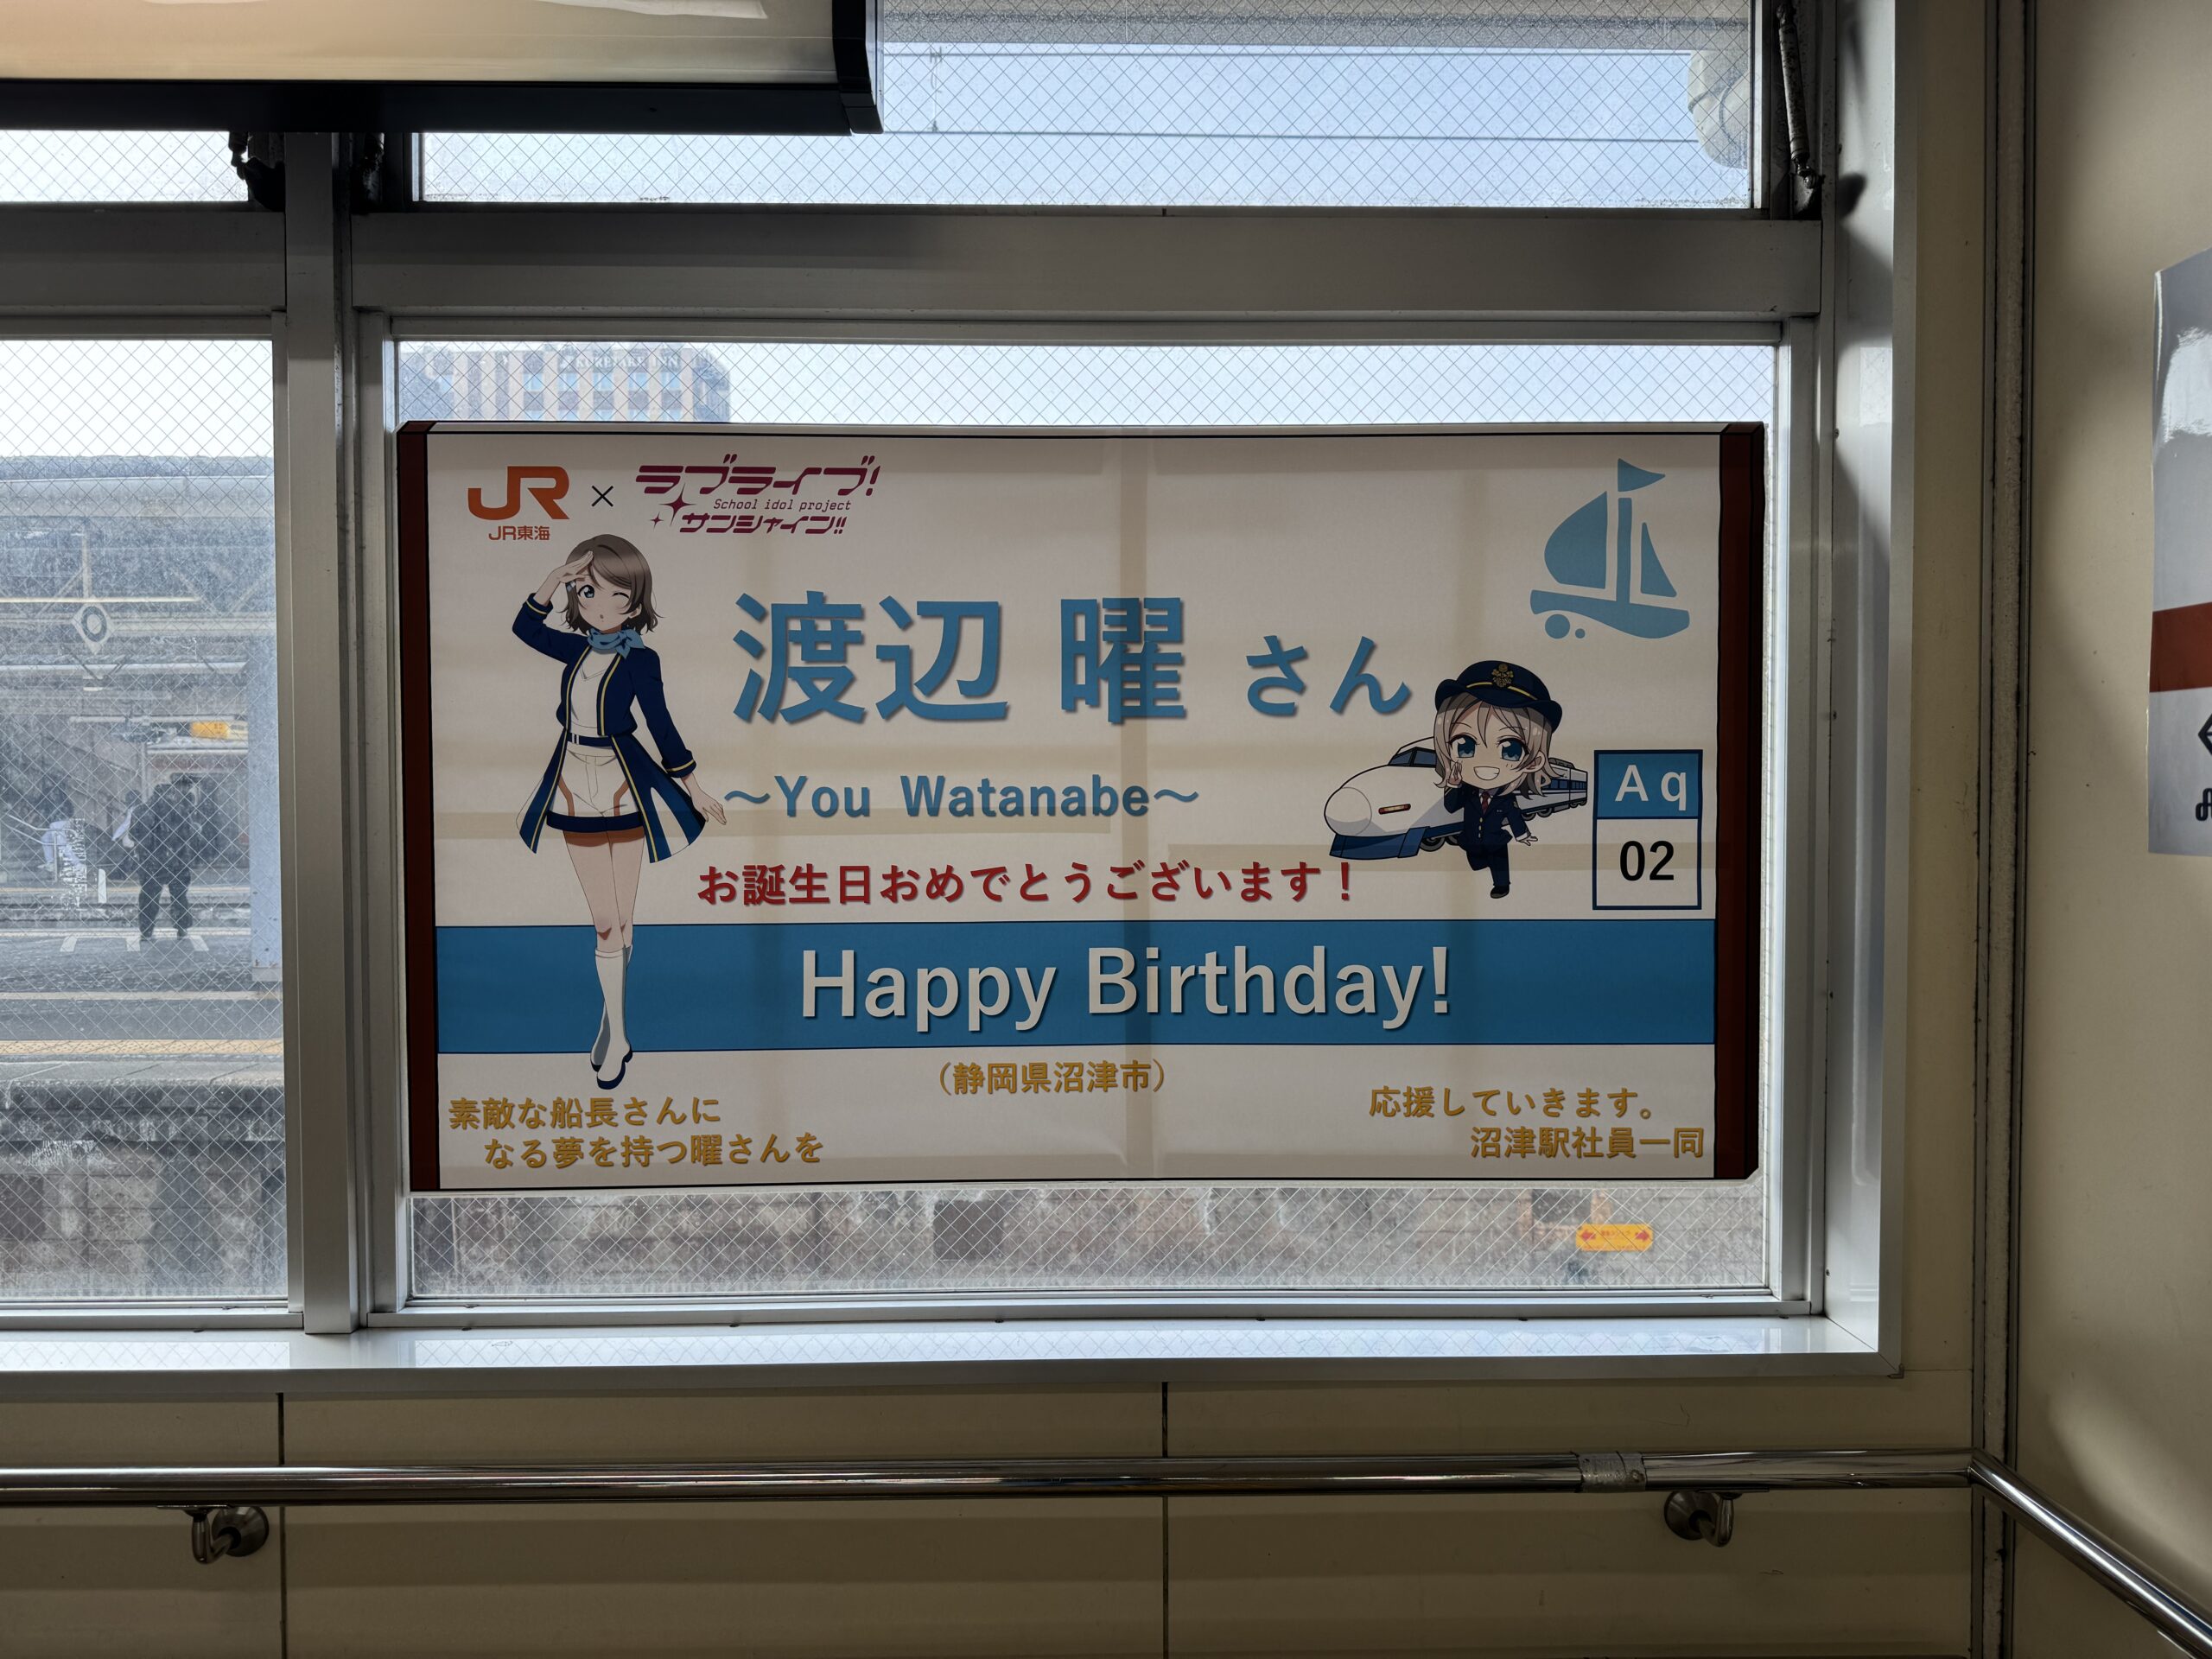 KURETAKE INN
JR × ラブライブ!
School idol project
サンシャイン!!
JR東海
渡辺 曜 さん
～You Watanabe～
Aq
02
お誕生日おめでとうございます！
Happy Birthday!
（静岡県沼津市）
素敵な船長さんに
なる夢を持つ曜さんを
応援していきます。
沼津駅社員一同